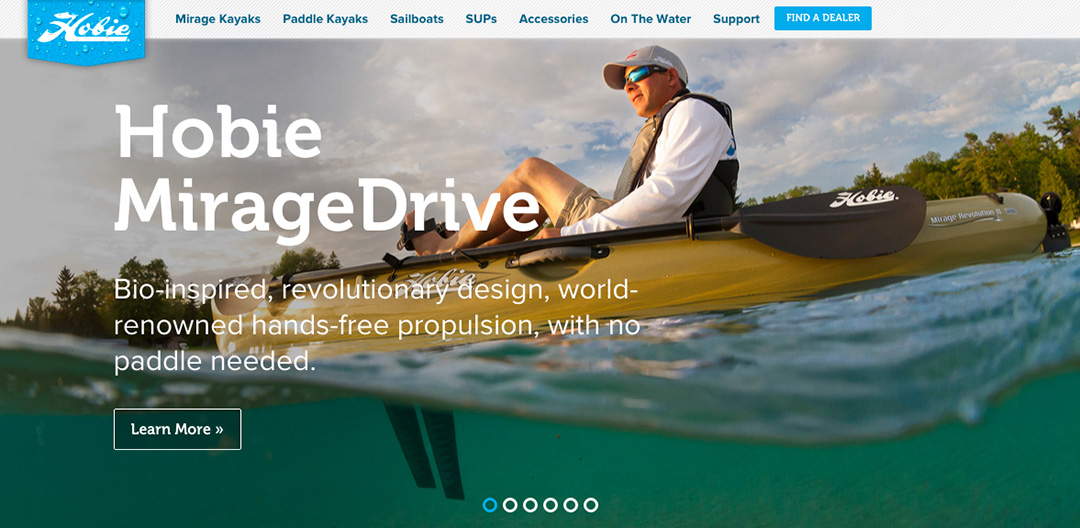 Hobie
Mirage Kayaks Paddle Kayaks Sailboats SUPs Accessories On The Water Support FIND A DEALER
Hobie
MirageDrive
Hobie
Mirage Revolution 11
Hobie
Bio-inspired, revolutionary design, world-
renowned hands-free propulsion, with no
paddle needed.
Learn More »